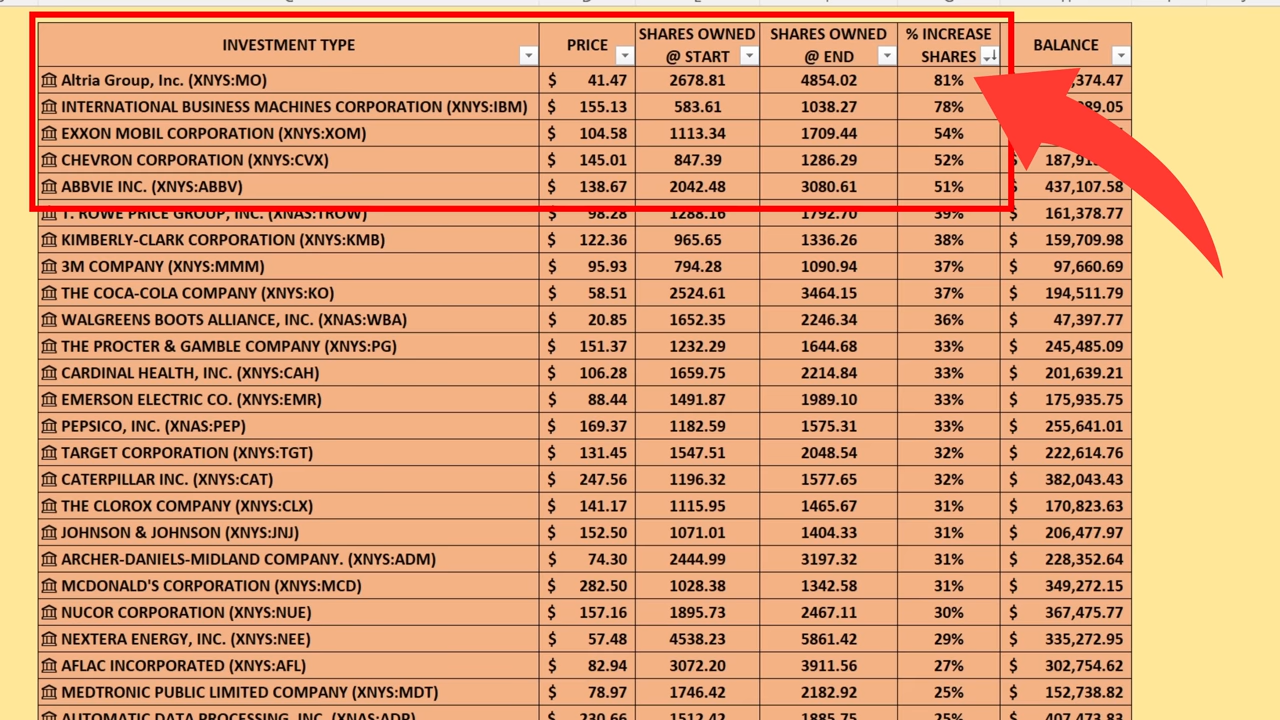 INVESTMENT TYPE PRICE SHARES OWNED @ START SHARES OWNED @ END % INCREASE SHARES BALANCE
Altria Group, Inc. (XNYS:MO) $ 41.47 2678.81 4854.02 81% ,374.47
INTERNATIONAL BUSINESS MACHINES CORPORATION (XNYS:IBM) $ 155.13 583.61 1038.27 78% 89.05
EXXON MOBIL CORPORATION (XNYS:XOM) $ 104.58 1113.34 1709.44 54%
CHEVRON CORPORATION (XNYS:CVX) $ 145.01 847.39 1286.29 52% $ 187,91
ABBVIE INC. (XNYS:ABBV) $ 138.67 2042.48 3080.61 51% $ 437,107.58
T. ROWE PRICE GROUP, INC. (XNAS:TROW) $ 98.28 1288.16 1792.70 39% $ 161,378.77
KIMBERLY-CLARK CORPORATION (XNYS:KMB) $ 122.36 965.65 1336.26 38% $ 159,709.98
3M COMPANY (XNYS:MMM) $ 95.93 794.28 1090.94 37% $ 97,660.69
THE COCA-COLA COMPANY (XNYS:KO) $ 58.51 2524.61 3464.15 37% $ 194,511.79
WALGREENS BOOTS ALLIANCE, INC. (XNAS:WBA) $ 20.85 1652.35 2246.34 36% $ 47,397.77
THE PROCTER & GAMBLE COMPANY (XNYS:PG) $ 151.37 1232.29 1644.68 33% $ 245,485.09
CARDINAL HEALTH, INC. (XNYS:CAH) $ 106.28 1659.75 2214.84 33% $ 201,639.21
EMERSON ELECTRIC CO. (XNYS:EMR) $ 88.44 1491.87 1989.10 33% $ 175,935.75
PEPSICO, INC. (XNAS:PEP) $ 169.37 1182.59 1575.31 33% $ 255,641.01
TARGET CORPORATION (XNYS:TGT) $ 131.45 1547.51 2048.54 32% $ 222,614.76
CATERPILLAR INC. (XNYS:CAT) $ 247.56 1196.32 1577.65 32% $ 382,043.43
THE CLOROX COMPANY (XNYS:CLX) $ 141.17 1115.95 1465.67 31% $ 170,823.63
JOHNSON & JOHNSON (XNYS:JNJ) $ 152.50 1071.01 1404.33 31% $ 206,477.97
ARCHER-DANIELS-MIDLAND COMPANY. (XNYS:ADM) $ 74.30 2444.99 3197.32 31% $ 228,352.64
MCDONALD'S CORPORATION (XNYS:MCD) $ 282.50 1028.38 1342.58 31% $ 349,272.15
NUCOR CORPORATION (XNYS:NUE) $ 157.16 1895.73 2467.11 30% $ 367,475.77
NEXTERA ENERGY, INC. (XNYS:NEE) $ 57.48 4538.23 5861.42 29% $ 335,272.95
AFLAC INCORPORATED (XNYS:AFL) $ 82.94 3072.20 3911.56 27% $ 302,754.62
MEDTRONIC PUBLIC LIMITED COMPANY (XNYS:MDT) $ 78.97 1746.42 2182.92 25% $ 152,738.82
AUTOMATIC DATA PROCESSING, INC. (XNAS:ADP) $ 230.66 1512.42 1885.75 25% $ 407,473.83